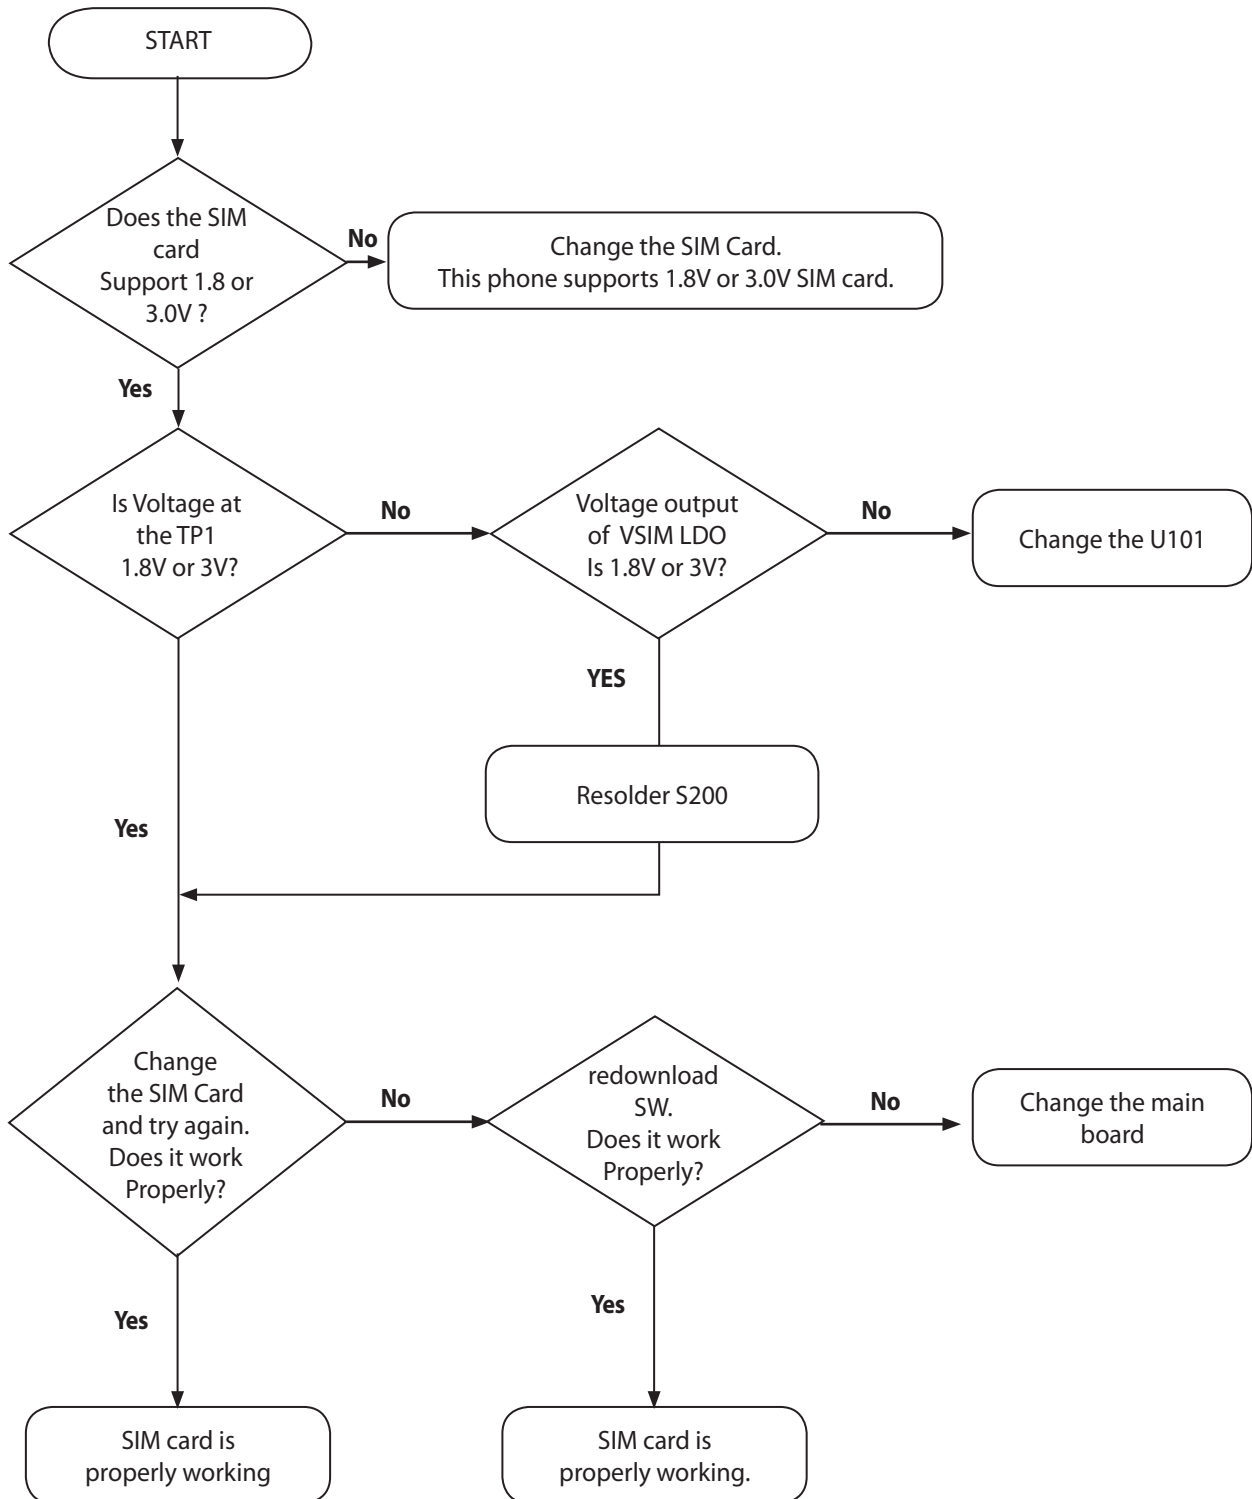 START
Does the SIM
card
Support 1.8 or
3.0V ?
No
Change the SIM Card.
This phone supports 1.8V or 3.0V SIM card.
Yes
Is Voltage at
the TP1
1.8V or 3V?
No
Voltage output
of VSIM LDO
Is 1.8V or 3V?
No
Change the U101
YES
Resolder S200
Yes
Change
the SIM Card
and try again.
Does it work
Properly?
No
redownload
SW.
Does it work
Properly?
No
Change the main
board
Yes
Yes
SIM card is
properly working
SIM card is
properly working.